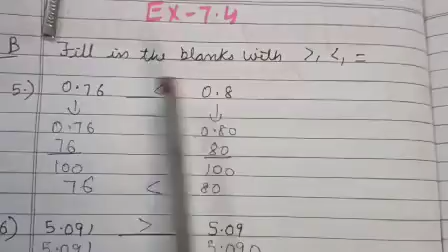 EX-7.4
B Fill in the blanks with >, <, =
5.) 0.76 < 0.8
↓ ↓
0.76 0.80
76 80
100 100
76 < 80
6) 5.091 > 5.09
5.091 5.090